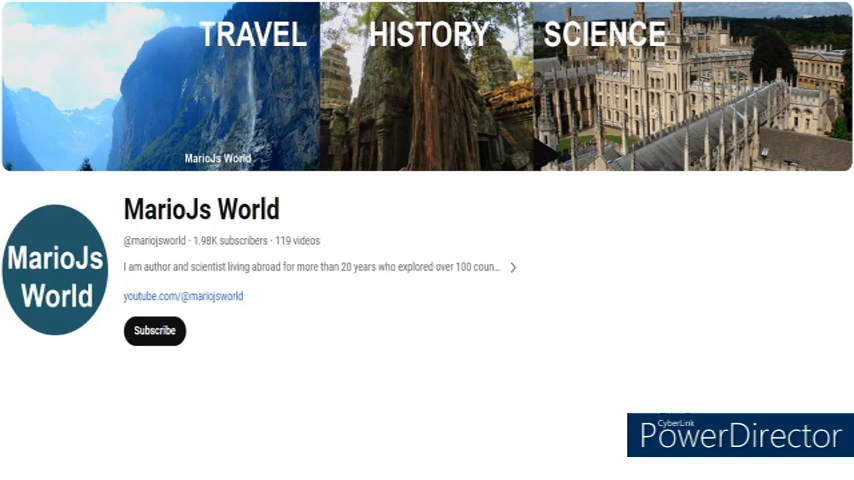 TRAVEL HISTORY SCIENCE
MarioJs World
MarioJs World
@mariojsworld · 1.98K subscribers · 119 videos
I am author and scientist living abroad for more than 20 years who explored over 100 coun...
youtube.com/@mariojsworld
Subscribe
MarioJs
World
CyberLink
PowerDirector